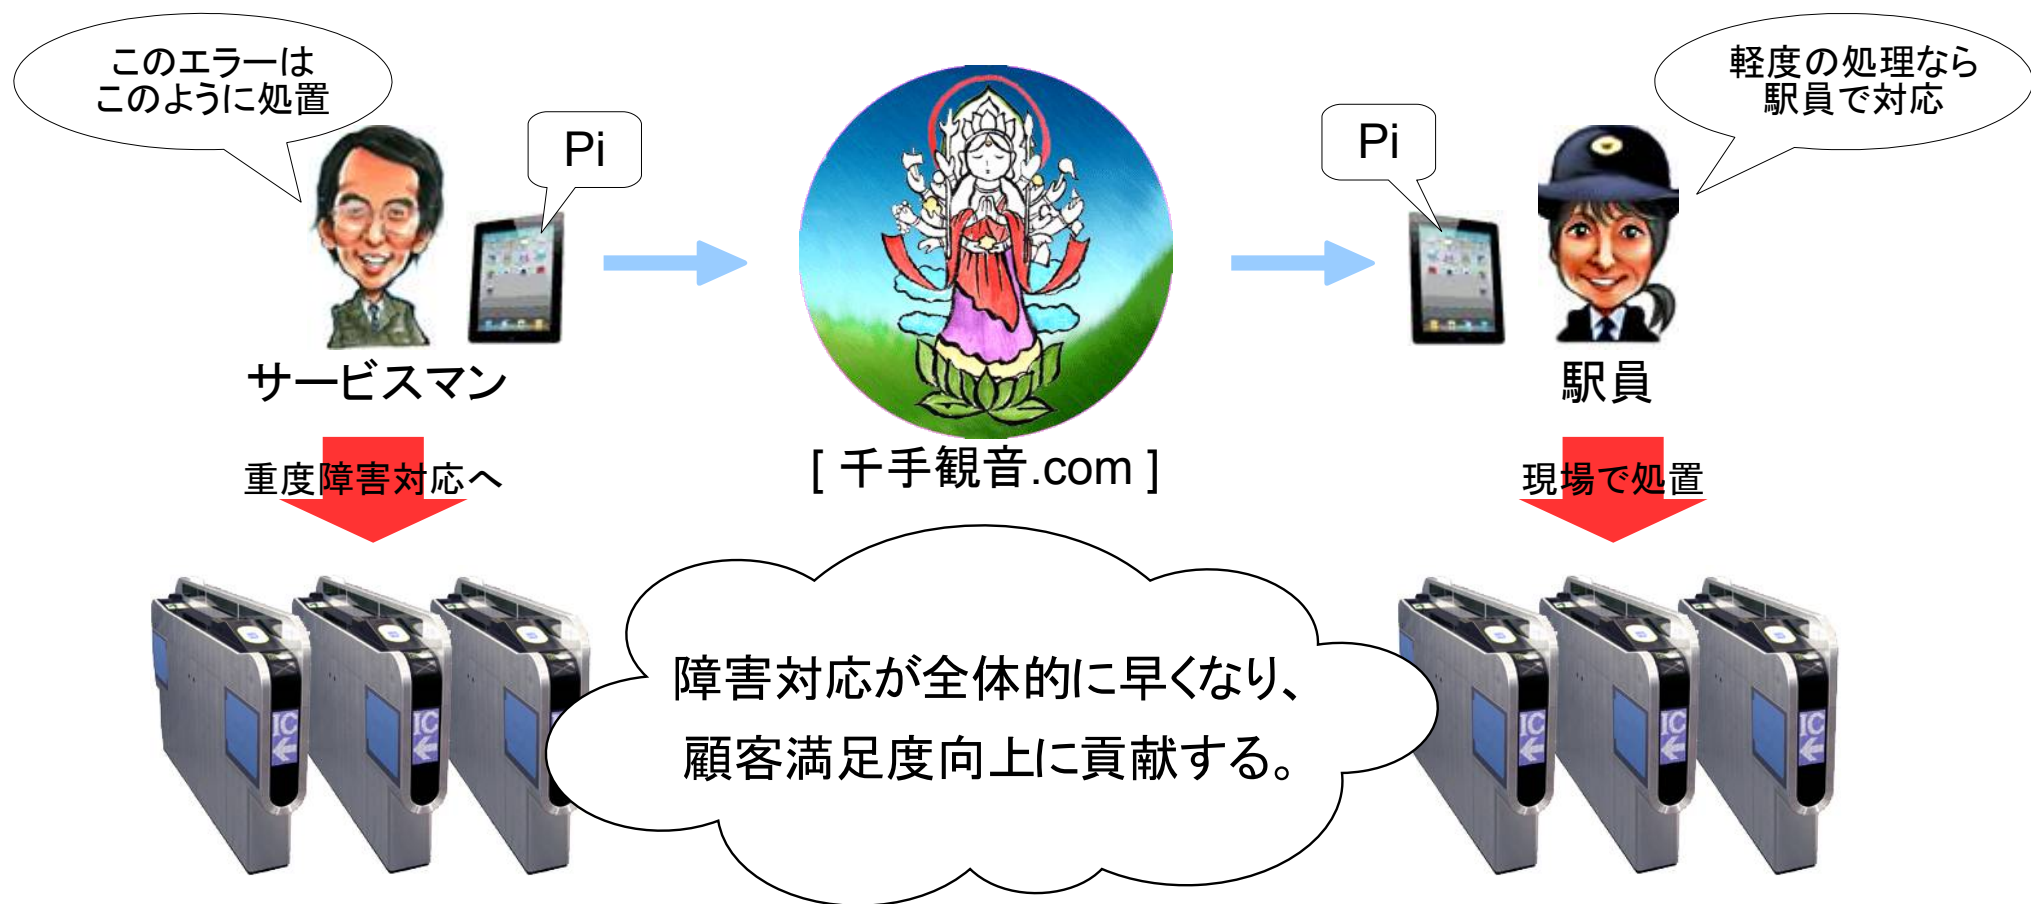 このエラーは
このように処置
Pi
Pi
軽度の処理なら
駅員で対応
サービスマン
[ 千手観音.com ]
駅員
重度障害対応へ
現場で処置
障害対応が全体的に早くなり、
顧客満足度向上に貢献する。
IC
IC
IC
IC
IC